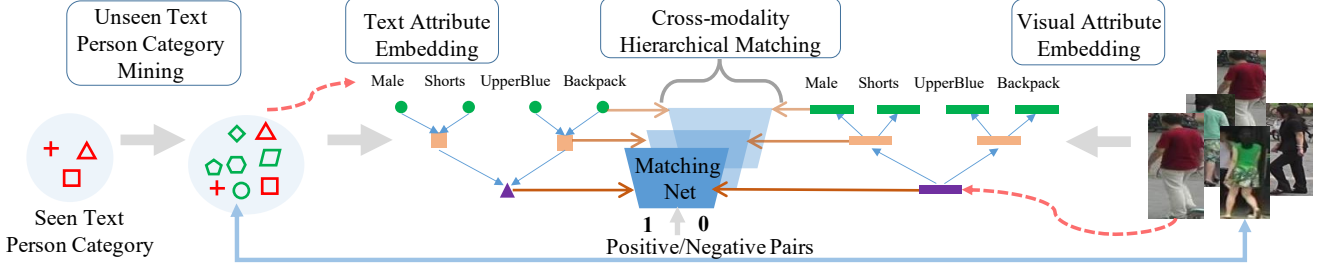 Unseen Text
Person Category
Mining
Text Attribute
Embedding
Cross-modality
Hierarchical Matching
Visual Attribute
Embedding
Male Shorts UpperBlue Backpack
Male Shorts UpperBlue Backpack
Matching
Net
Seen Text
Person Category
1 0
Positive/Negative Pairs